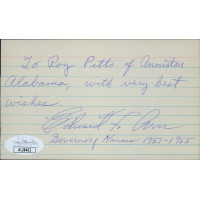 To Roy Pitts of Anniston
Alabama, with very best
wishes.
Edward F. Arn
Governor, Kansas 1951-1955